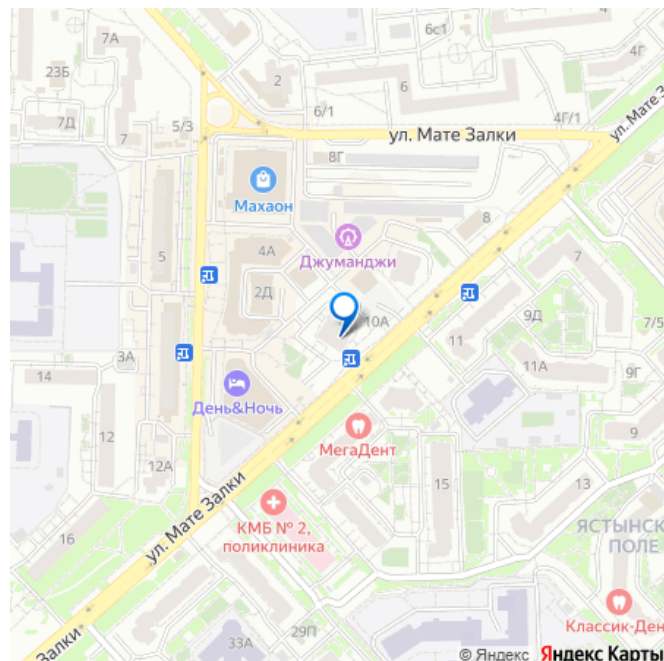 7А
6с1
4Г
23Б
2
6
6/1
4Г/1
ул. Мате За
7Д
7
5/3
ул. Мате Залки
8Г
Махаон
8
4А
Джуманджи
5
7
2Д
10А
9Д
7/5
3А
11
14
День&Ночь
11А
9Г
12
МегаДент
9
12А
15
13
ул. Мате Залки
16
КМБ № 2,
поликлиника
ЯСТЫНСК
ПОЛЕ
29П
33А
Классик-Ден
Залки
© Яндекс Яндекс Карты